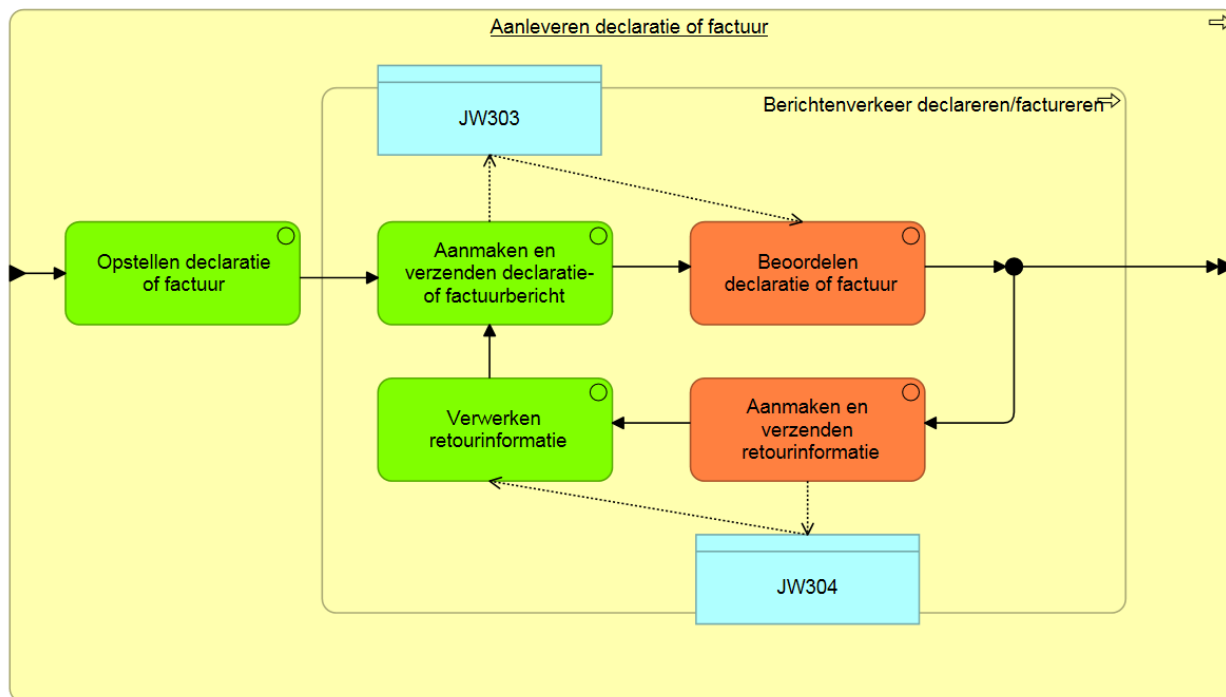 Aanleveren declaratie of factuur
Berichtenverkeer declareren/factureren
JW303
Opstellen declaratie
of factuur
Aanmaken en
verzenden declaratie-
of factuurbericht
Beoordelen
declaratie of factuur
Verwerken
retourinformatie
Aanmaken en
verzenden
retourinformatie
JW304